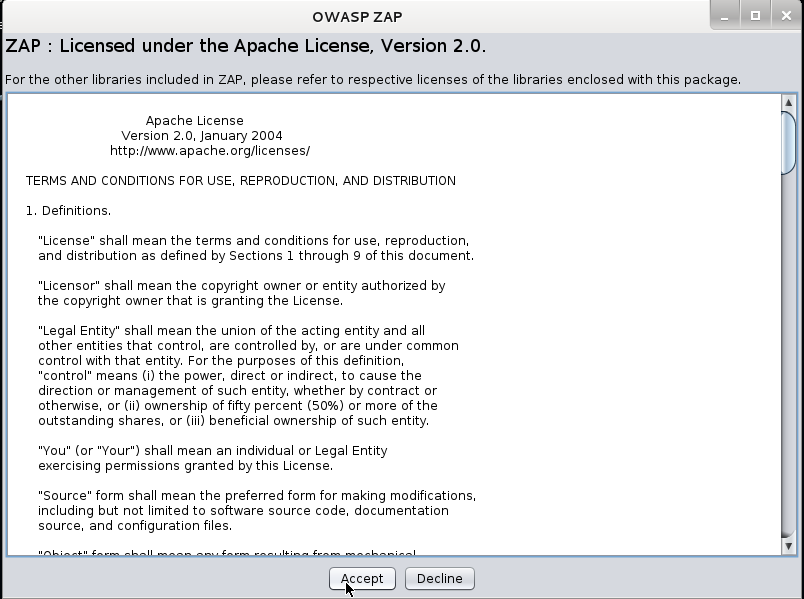 OWASP ZAP
ZAP : Licensed under the Apache License, Version 2.0.
For the other libraries included in ZAP, please refer to respective licenses of the libraries enclosed with this package.
Apache License
Version 2.0, January 2004
http://www.apache.org/licenses/
TERMS AND CONDITIONS FOR USE, REPRODUCTION, AND DISTRIBUTION
1. Definitions.
"License" shall mean the terms and conditions for use, reproduction,
and distribution as defined by Sections 1 through 9 of this document.
"Licensor" shall mean the copyright owner or entity authorized by
the copyright owner that is granting the License.
"Legal Entity" shall mean the union of the acting entity and all
other entities that control, are controlled by, or are under common
control with that entity. For the purposes of this definition,
"control" means (i) the power, direct or indirect, to cause the
direction or management of such entity, whether by contract or
otherwise, or (ii) ownership of fifty percent (50%) or more of the
outstanding shares, or (iii) beneficial ownership of such entity.
"You" (or "Your") shall mean an individual or Legal Entity
exercising permissions granted by this License.
"Source" form shall mean the preferred form for making modifications,
including but not limited to software source code, documentation
source, and configuration files.
"Object" form shall mean any form resulting from mechanical
Accept Decline